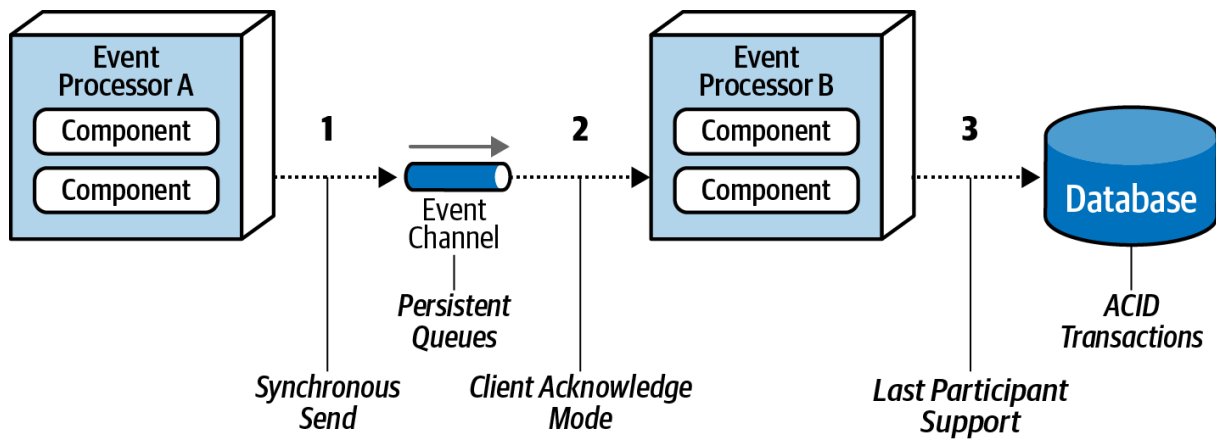 Event
Processor A
Component
Component
1
Event
Channel
Persistent
Queues
Synchronous
Send
2
Client Acknowledge
Mode
Event
Processor B
Component
Component
3
Last Participant
Support
Database
ACID
Transactions